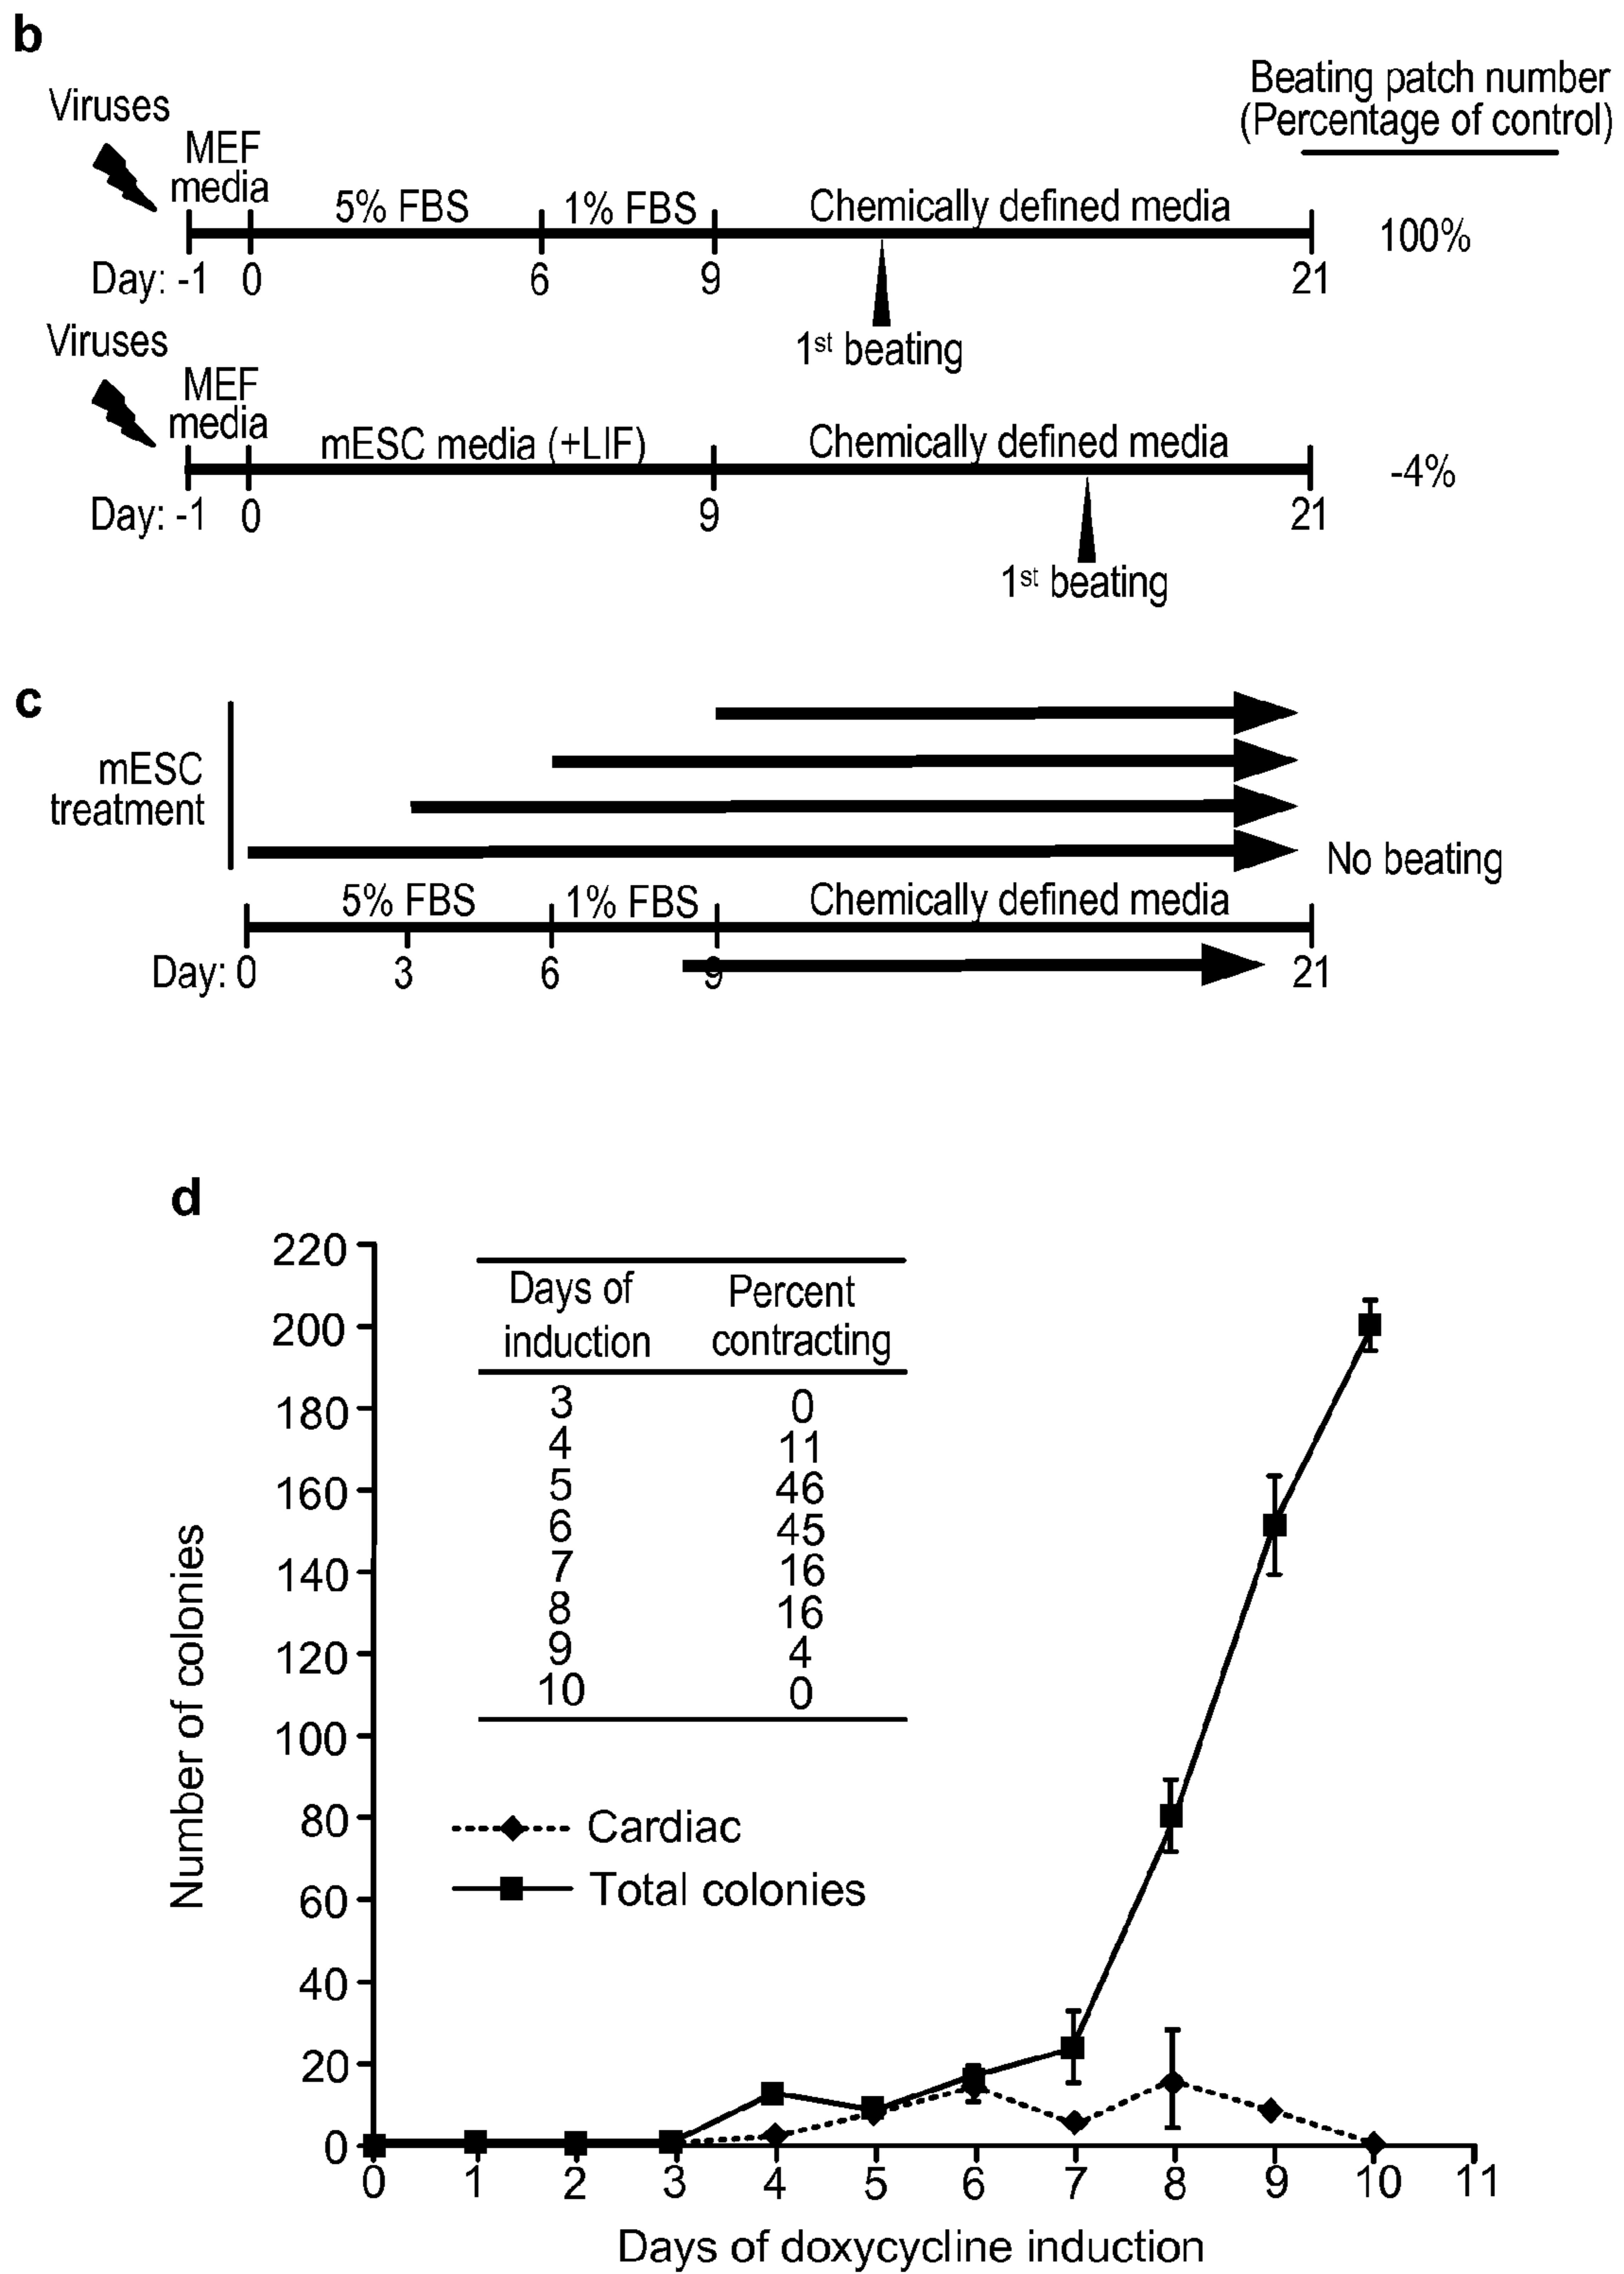 b
Beating patch number
(Percentage of control)
Viruses
MEF
media
5% FBS
1% FBS
Chemically defined media
100%
Day: -1 0 6 9 21
1st beating
Viruses
MEF
media
mESC media (+LIF)
Chemically defined media
-4%
Day: -1 0 9 21
1st beating
c
mESC
treatment
No beating
5% FBS
1% FBS
Chemically defined media
Day: 0 3 6 9 21
d
220
200
180
160
140
120
100
80
60
40
20
0
Number of colonies
Days of induction Percent contracting
3 0
4 11
5 46
6 45
7 16
8 16
9 4
10 0
Cardiac
Total colonies
0 1 2 3 4 5 6 7 8 9 10 11
Days of doxycycline induction